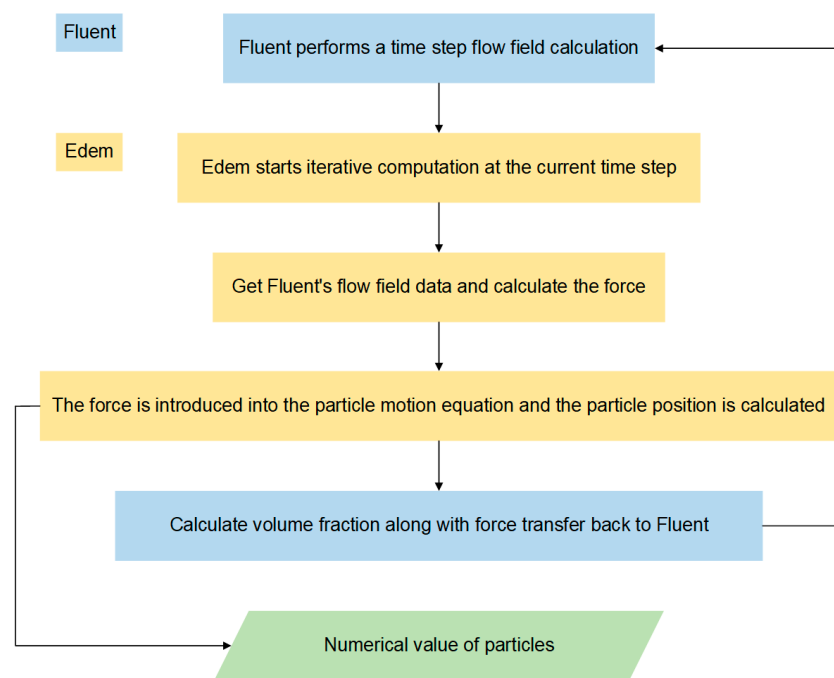 Fluent
Fluent performs a time step flow field calculation
Edem
Edem starts iterative computation at the current time step
Get Fluent's flow field data and calculate the force
The force is introduced into the particle motion equation and the particle position is calculated
Calculate volume fraction along with force transfer back to Fluent
Numerical value of particles